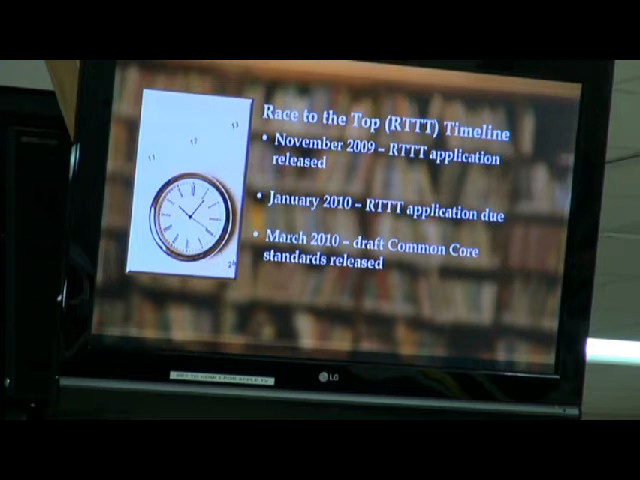 Race to the Top (RTTT) Timeline
• November 2009 – RTTT application
released
• January 2010 – RTTT application due
• March 2010 – draft Common Core
standards released
LG